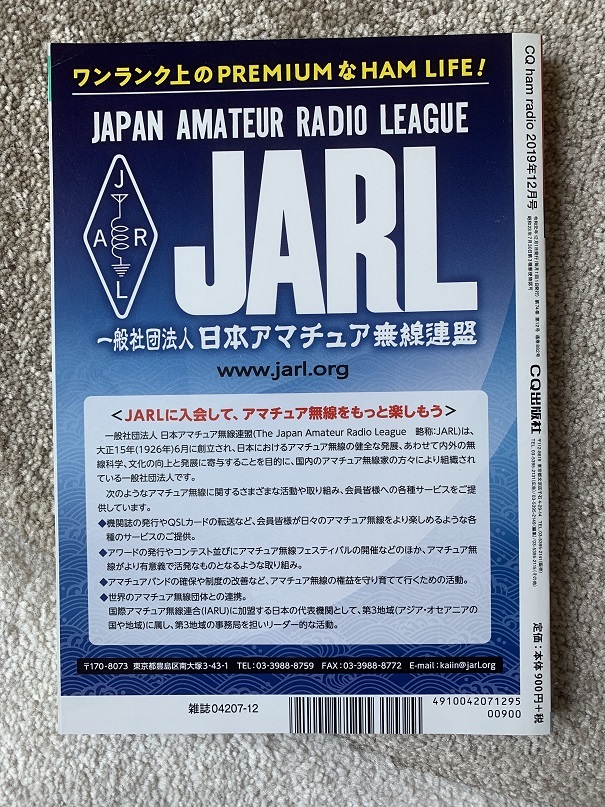 ワンランク上のPREMIUMなHAM LIFE!
JAPAN AMATEUR RADIO LEAGUE
J
A R
L
JARL
一般社団法人 日本アマチュア無線連盟
www.jarl.org
<JARLに入会して、アマチュア無線をもっと楽しもう>
一般社団法人 日本アマチュア無線連盟(The Japan Amateur Radio League 略称:JARL)は、
大正15年(1926年)6月に創立され、日本におけるアマチュア無線の健全な発展、あわせて内外の無
線科学、文化の向上と発展に寄与することを目的に、国内のアマチュア無線家の方々により組織され
ている一般社団法人です。
次のようなアマチュア無線に関するさまざまな活動や取り組み、会員皆様への各種サービスをご提
供しています。
◆機関誌の発行やQSLカードの転送など、会員皆様が日々のアマチュア無線をより楽しめるような各
種のサービスのご提供。
◆アワードの発行やコンテスト並びにアマチュア無線フェスティバルの開催などのほか、アマチュア無
線がより有意義で活発なものとなるような取り組み。
◆アマチュアバンドの確保や制度の改善など、アマチュア無線の権益を守り育てて行くための活動。
◆世界のアマチュア無線団体との連携。
国際アマチュア無線連合(IARU)に加盟する日本の代表機関として、第3地域(アジア・オセアニアの
国や地域)に属し、第3地域の事務局を担いリーダー的な活動。
〒170-8073 東京都豊島区南大塚3-43-1 TEL:03-3988-8759 FAX:03-3988-8772 E-mail:kaiin@jarl.org
雑誌04207-12
4910042071295
00900
CQ ham radio 2019年12月号
CQ出版社
定価:本体900円+税